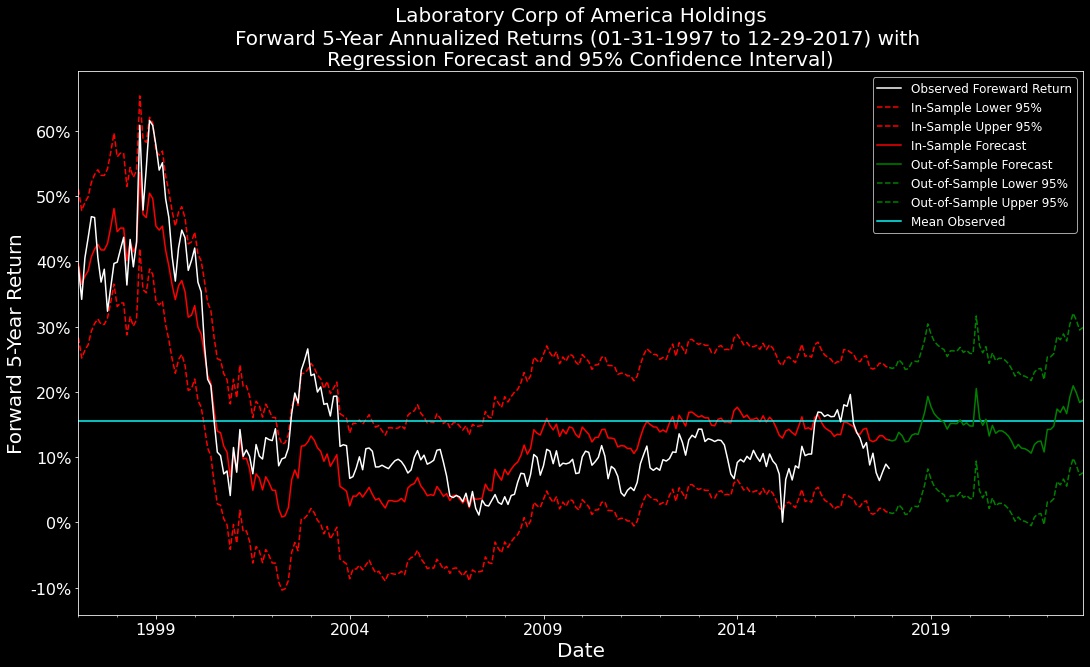 Laboratory Corp of America Holdings
Forward 5-Year Annualized Returns (01-31-1997 to 12-29-2017) with
Regression Forecast and 95% Confidence Interval)
Observed Foreward Return
In-Sample Lower 95%
In-Sample Upper 95%
In-Sample Forecast
Out-of-Sample Forecast
Out-of-Sample Lower 95%
Out-of-Sample Upper 95%
Mean Observed
Forward 5-Year Return
60%
50%
40%
30%
20%
10%
0%
-10%
1999 2004 2009 2014 2019
Date